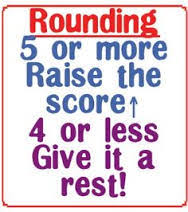 Rounding
5 or more
Raise the
score↑
4 or less
Give it a
rest!